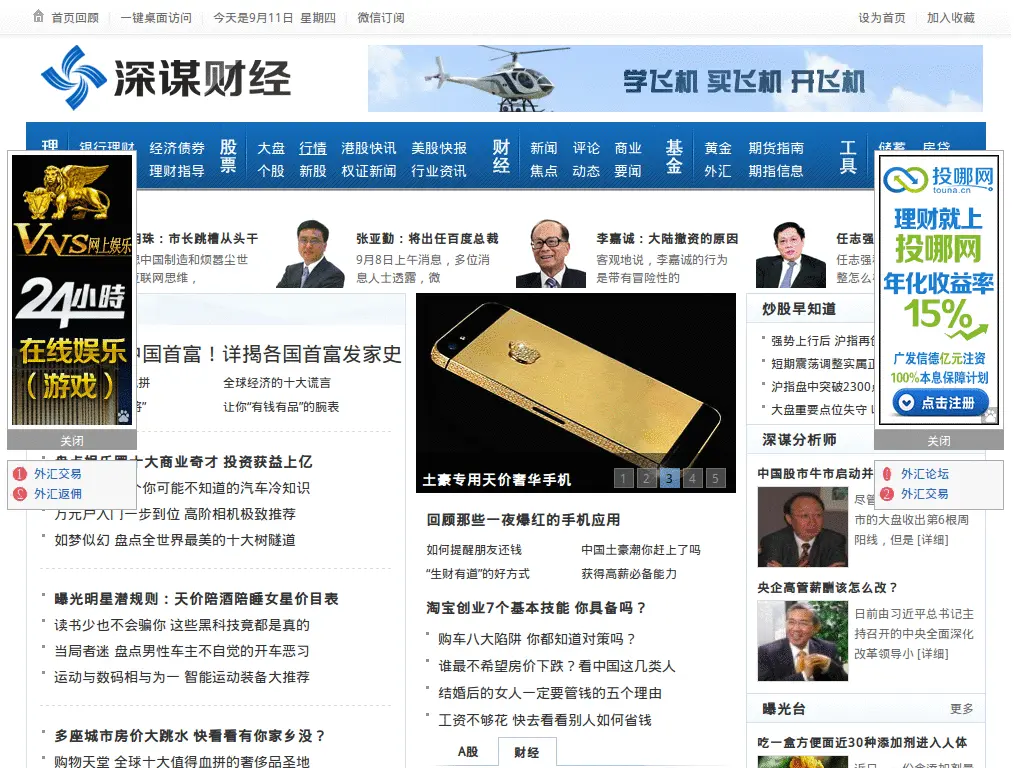 首页回顾 一键桌面访问 今天是9月11日 星期四 微信订阅 设为首页 加入收藏
深谋财经
学飞机 买飞机 开飞机
理 银行理财 经济债券 股票 大盘 行情 港股快讯 美股快报 财经 新闻 评论 商业 基金 黄金 期货指南 工具 储蓄 房贷
理财指导 个股 新股 权证新闻 行业资讯 焦点 动态 要闻 外汇 期指信息
VNS网上娱乐
24小時
在线娱乐
(游戏)
关闭
1 外汇交易
2 外汇返佣
投哪网
touna.cn
理财就上
投哪网
年化收益率
15%
广发信德亿元注资
100%本息保障计划
点击注册
关闭
1 外汇论坛
2 外汇交易
明珠：市长跳槽从头干
中国制造和烦嚣尘世
互联网思维，
张亚勤：将出任百度总裁
9月8日上午消息，多位消
息人士透露，微
李嘉诚：大陆撤资的原因
客观地说，李嘉诚的行为
是带有冒险性的
任志强
任志强
整怎么
中国首富！详揭各国首富发家史
拼 全球经济的十大谎言
让你“有钱有品”的腕表
盘点娱乐圈十大商业奇才 投资获益上亿
个你可能不知道的汽车冷知识
万元户入门一步到位 高阶相机极致推荐
如梦似幻 盘点全世界最美的十大树隧道
曝光明星潜规则：天价陪酒陪睡女星价目表
读书少也不会骗你 这些黑科技竟都是真的
当局者迷 盘点男性车主不自觉的开车恶习
运动与数码相与为一 智能运动装备大推荐
多座城市房价大跳水 快看看有你家乡没？
购物天堂 全球十大值得血拼的奢侈品圣地
土豪专用天价奢华手机 1 2 3 4 5
回顾那些一夜爆红的手机应用
如何提醒朋友还钱 中国土豪潮你赶上了吗
“生财有道”的好方式 获得高薪必备能力
淘宝创业7个基本技能 你具备吗？
购车八大陷阱 你都知道对策吗？
谁最不希望房价下跌？看中国这几类人
结婚后的女人一定要管钱的五个理由
工资不够花 快去看看别人如何省钱
A股 财经
炒股早知道
强势上行后 沪指再
短期震荡调整实属正
沪指盘中突破2300
大盘重要点位失守
深谋分析师
中国股市牛市启动并
尽管
市的大盘收出第6根周
阳线，但是 [详细]
央企高管薪酬该怎么改？
日前由习近平总书记主
持召开的中央全面深化
改革领导小 [详细]
曝光台 更多
吃一盒方便面近30种添加剂进入人体
近日，一份含添加剂最